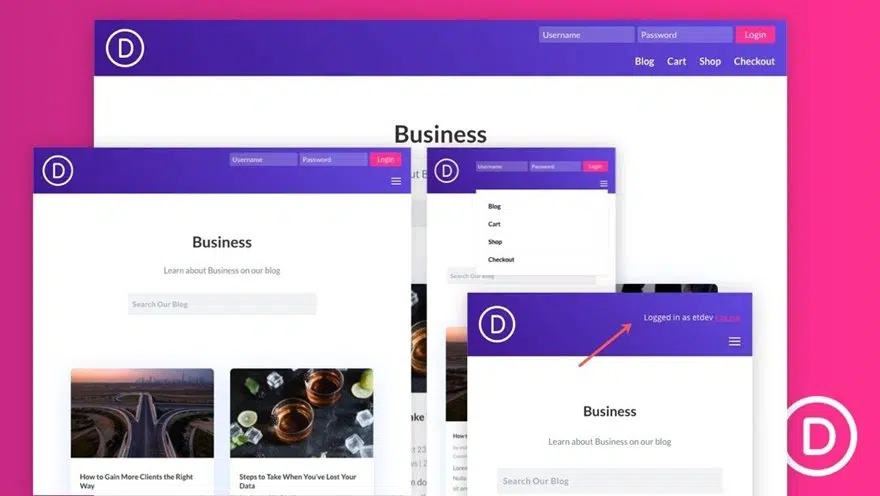 D
Username
Password
Login
Blog
Cart
Shop
Checkout
Business
D
Username
Password
Login
Business
Learn about Business on our blog
Search Our Blog
How to Gain More Clients the Right
Way
Steps to Take When You've Lost Your
Data
D
Username
Password
Login
Blog
Cart
Shop
Checkout
Search Our Blog
D
Logged in as etdev
Business
Learn about Business on our blog
Search Our Blog
D